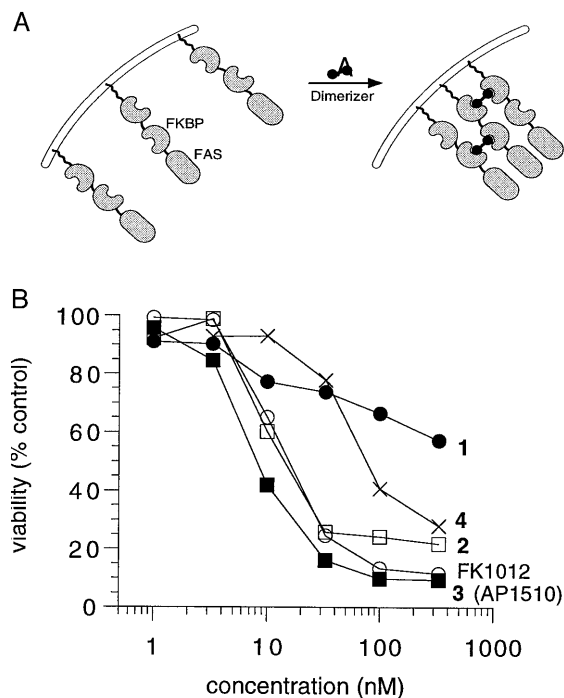 A
FKBP
FAS
Dimerizer
B
100
80
60
40
20
0
viability (% control)
1
4
2
FK1012
3 (AP1510)
1 10 100 1000
concentration (nM)